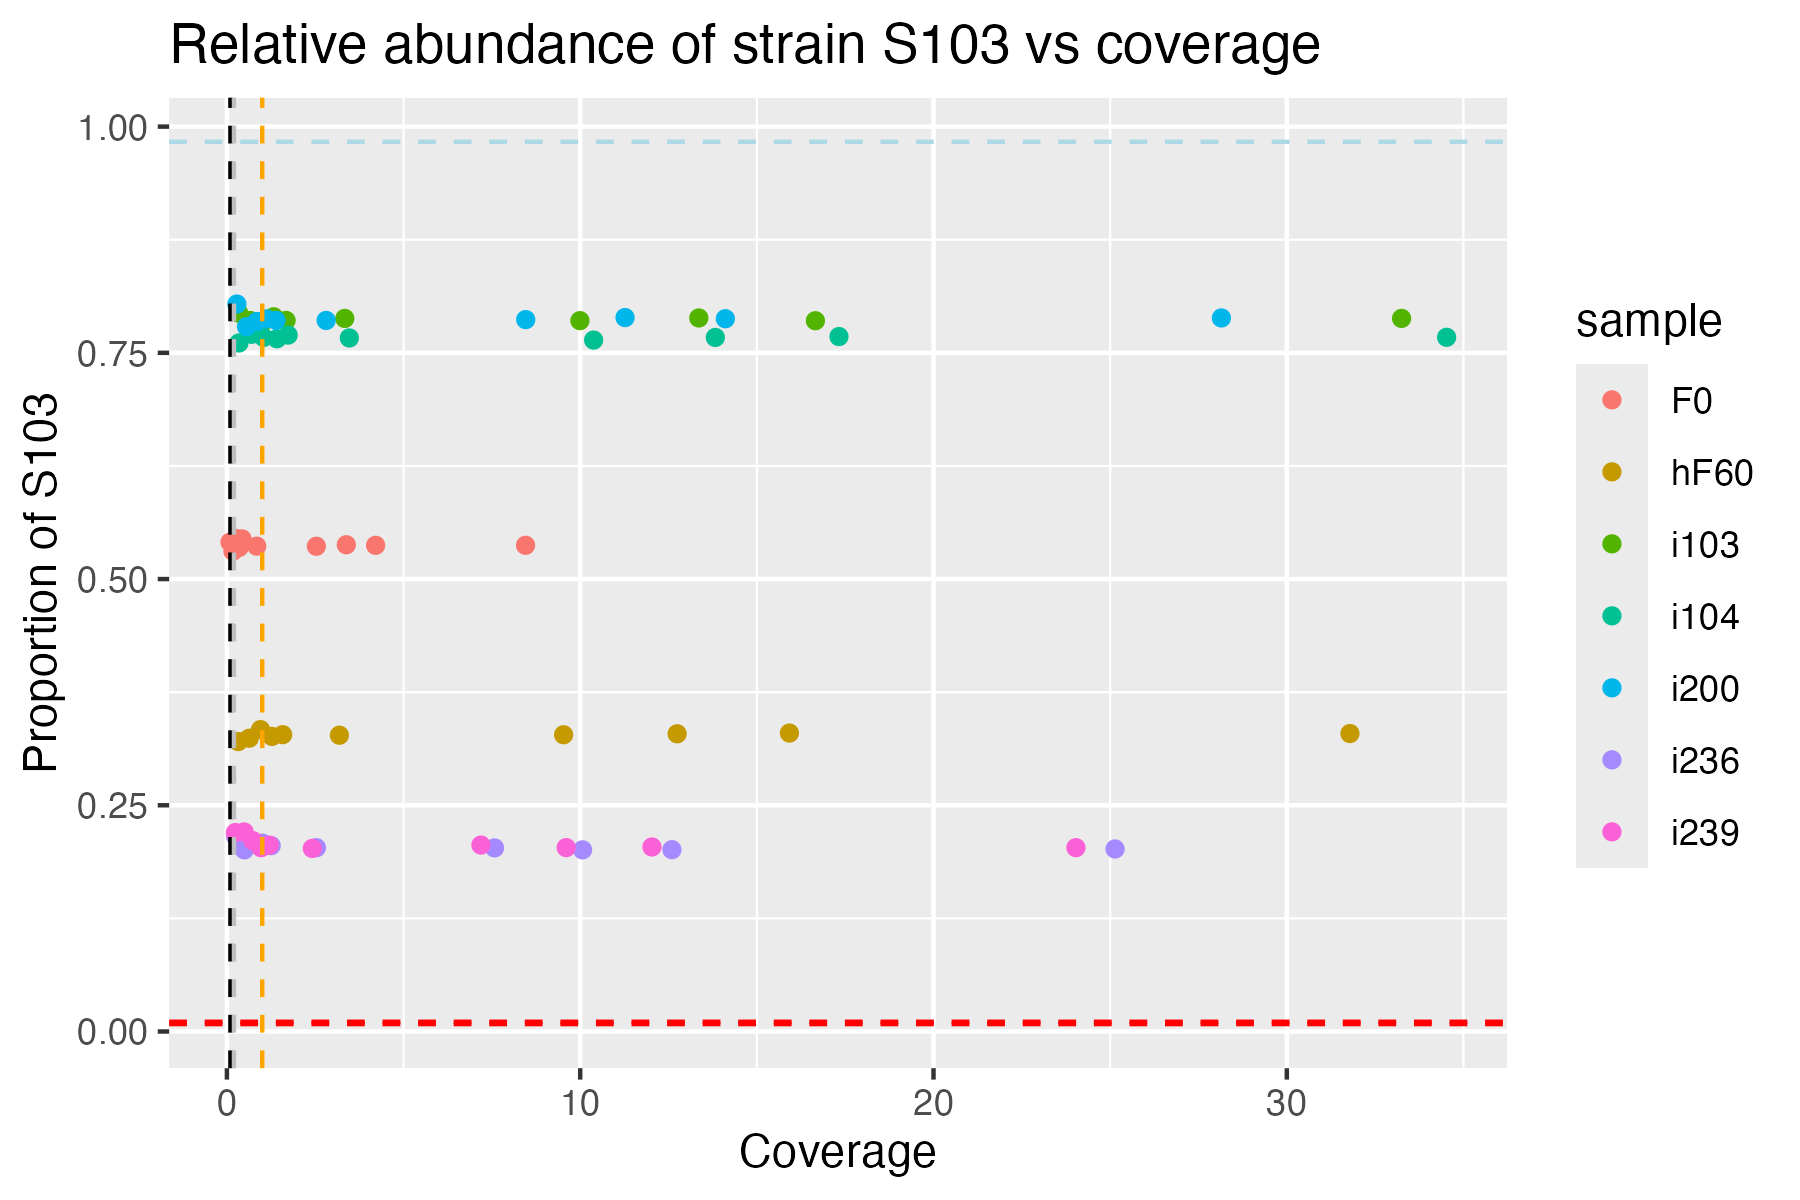 Relative abundance of strain S103 vs coverage
Proportion of S103
1.00
0.75
0.50
0.25
0.00
0
10
20
30
Coverage
sample
F0
hF60
i103
i104
i200
i236
i239